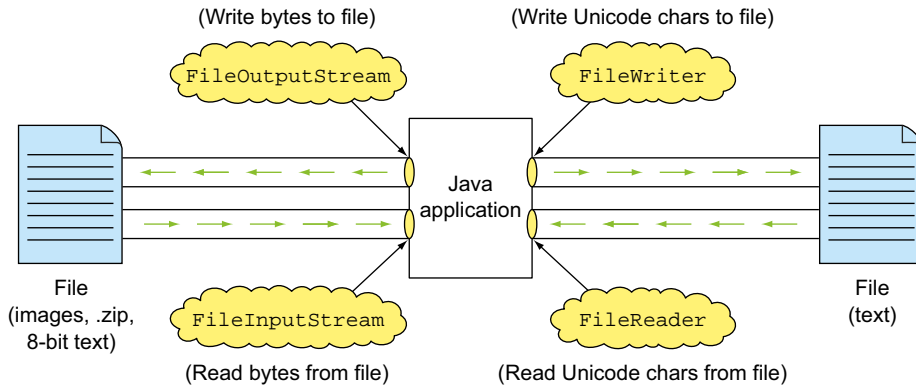 (Write bytes to file)
(Write Unicode chars to file)
FileOutputStream
FileWriter
Java
application
File
(images, .zip,
8-bit text)
File
(text)
FileInputStream
FileReader
(Read bytes from file)
(Read Unicode chars from file)